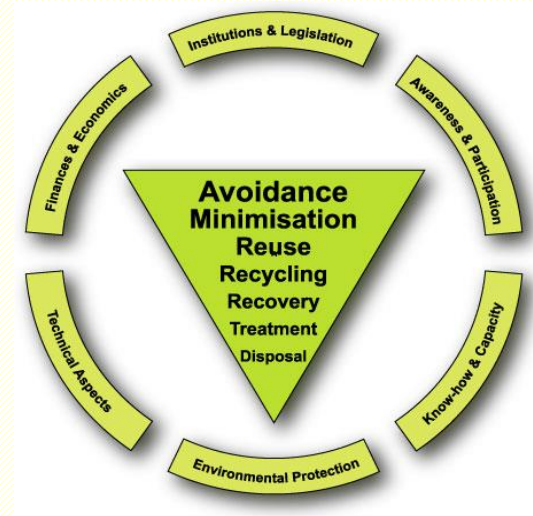 Institutions & Legislation
Awareness & Participation
Know-how & Capacity
Environmental Protection
Technical Aspects
Finances & Economics
Avoidance
Minimisation
Reuse
Recycling
Recovery
Treatment
Disposal